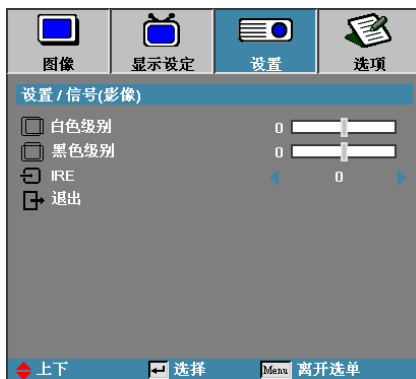 图像 显示设定 设置 选项
设置 / 信号(影像)
白色级别 0
黑色级别 0
IRE 0
退出
上下 选择 Menu 离开选单